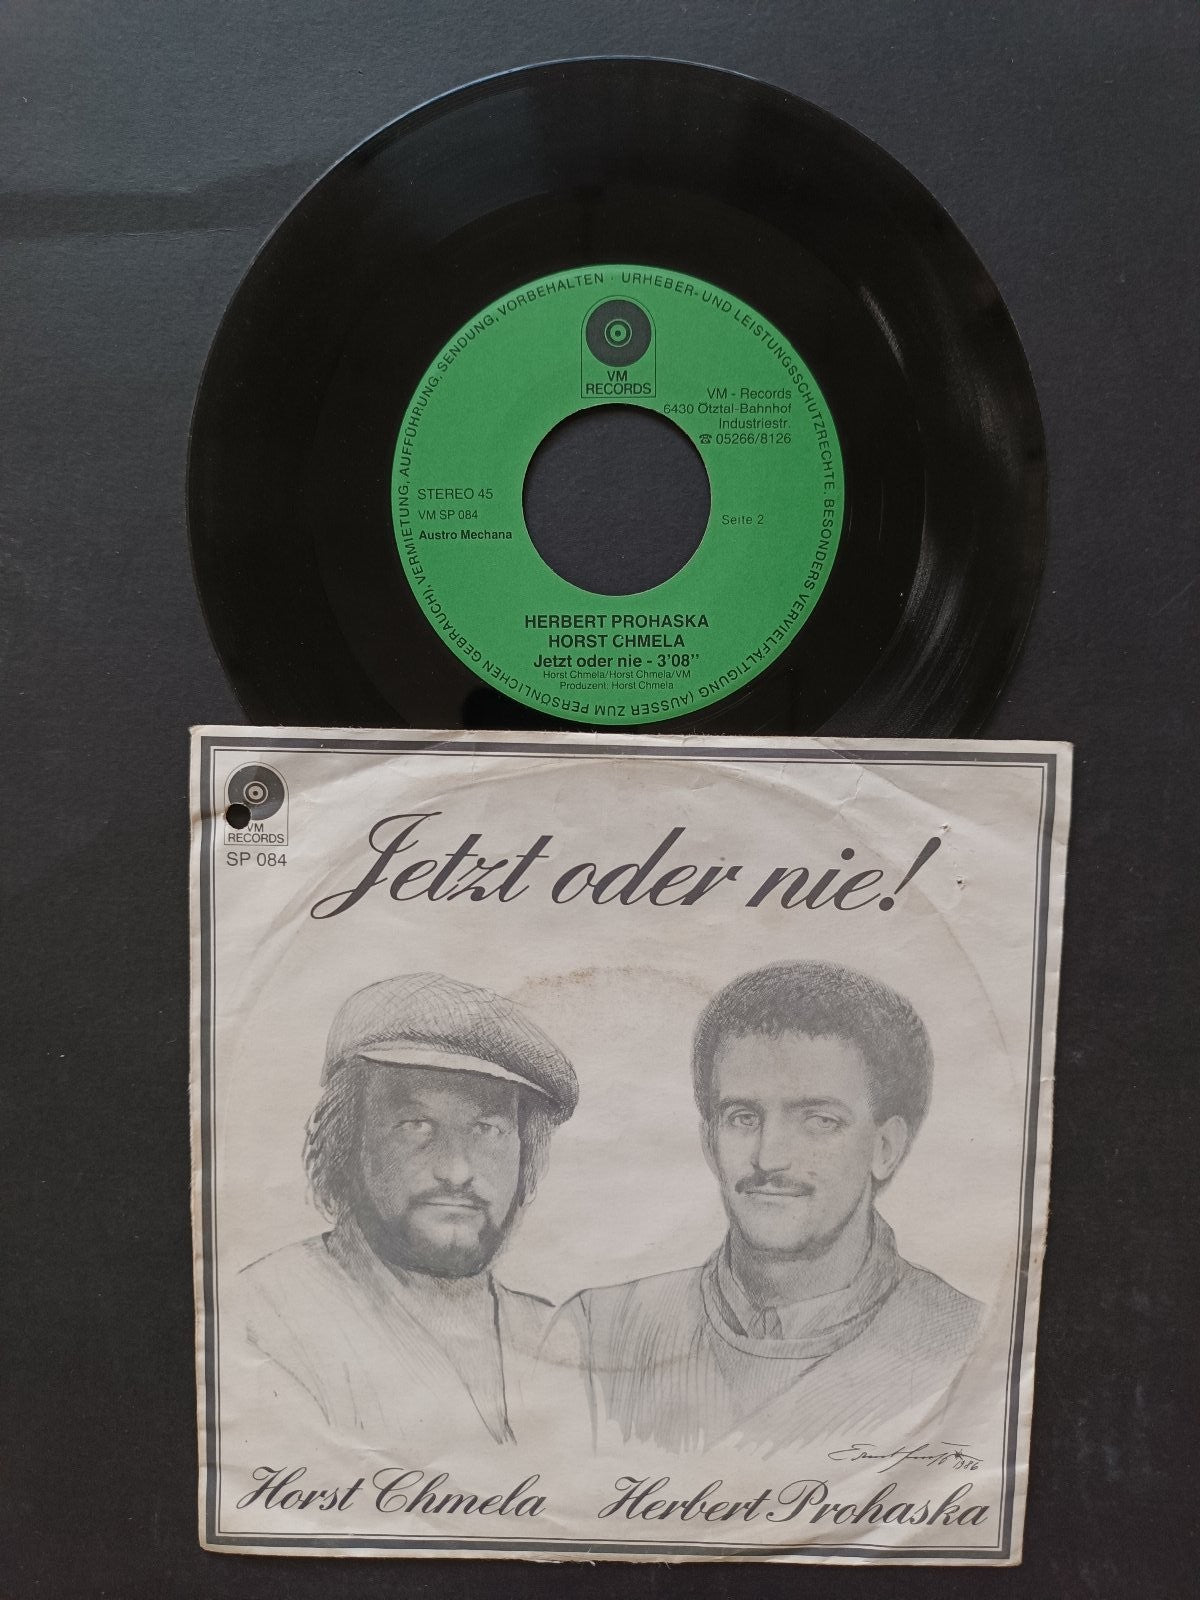 URHEBER- UND LEISTUNGSSCHUTZRECHTE. BESONDERS VERVIELFÄLTIGUNG (AUSSER ZUM PERSÖNLICHEN GEBRAUCH), VERMIETUNG, AUFFÜHRUNG, SENDUNG, VORBEHALTEN ·
VM
RECORDS
VM - Records
6430 Ötztal-Bahnhof
Industriestr.
☎ 05266/8126
STEREO 45
VM SP 084
Austro Mechana
Seite 2
HERBERT PROHASKA
HORST CHMELA
Jetzt oder nie - 3'08''
Horst Chmela/Horst Chmela/VM
Produzent: Horst Chmela
VM
RECORDS
SP 084
Jetzt oder nie!
1986
Horst Chmela
Herbert Prohaska